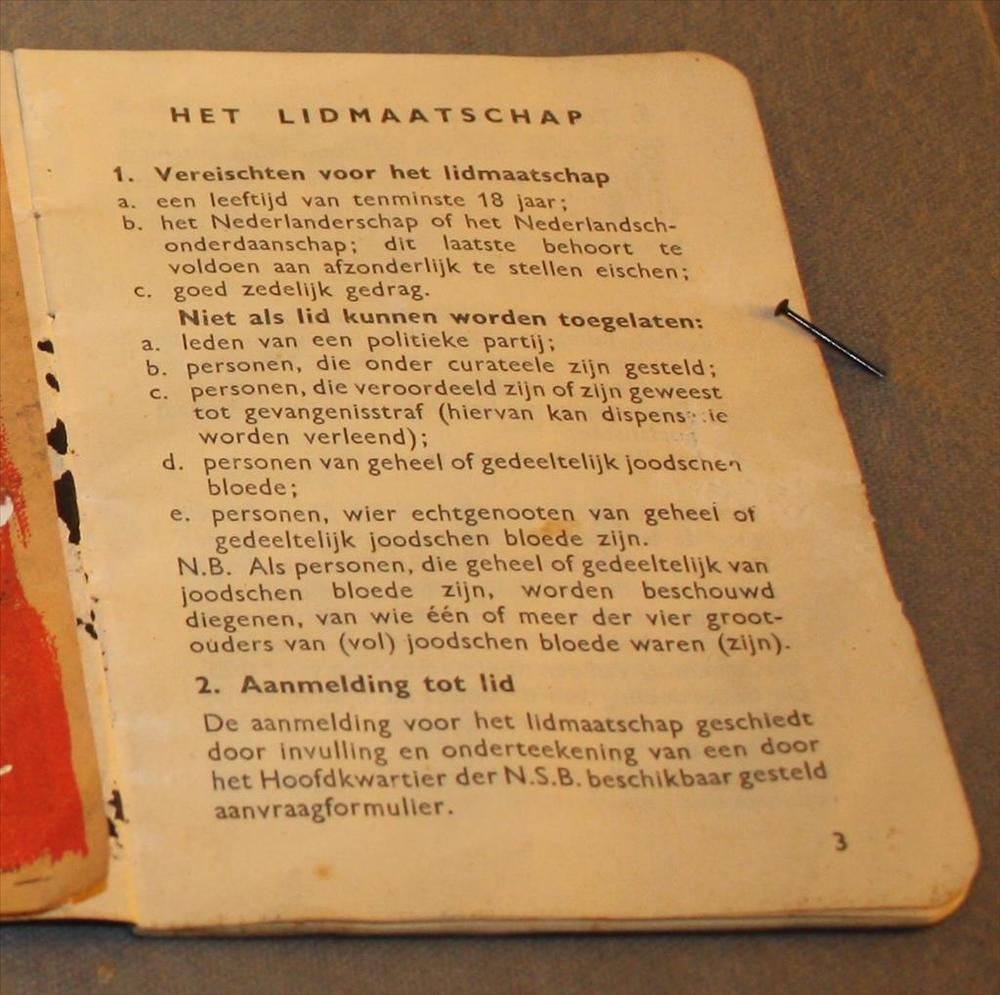 HET LIDMAATSCHAP
1. Vereischten voor het lidmaatschap
a. een leeftijd van tenminste 18 jaar;
b. het Nederlanderschap of het Nederlandsch-
onderdaanschap; dit laatste behoort te
voldoen aan afzonderlijk te stellen eischen;
c. goed zedelijk gedrag.
Niet als lid kunnen worden toegelaten:
a. leden van een politieke partij;
b. personen, die onder curateele zijn gesteld;
c. personen, die veroordeeld zijn of zijn geweest
tot gevangenisstraf (hiervan kan dispensatie
worden verleend);
d. personen van geheel of gedeeltelijk joodschen
bloede;
e. personen, wier echtgenooten van geheel of
gedeeltelijk joodschen bloede zijn.
N.B. Als personen, die geheel of gedeeltelijk van
joodschen bloede zijn, worden beschouwd
diegenen, van wie één of meer der vier groot-
ouders van (vol) joodschen bloede waren (zijn).
2. Aanmelding tot lid
De aanmelding voor het lidmaatschap geschiedt
door invulling en onderteekening van een door
het Hoofdkwartier der N.S.B. beschikbaar gesteld
aanvraagformulier.
3